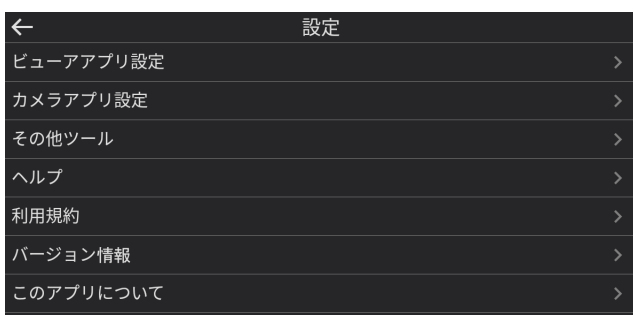 設定
ビューアアプリ設定
カメラアプリ設定
その他ツール
ヘルプ
利用規約
バージョン情報
このアプリについて